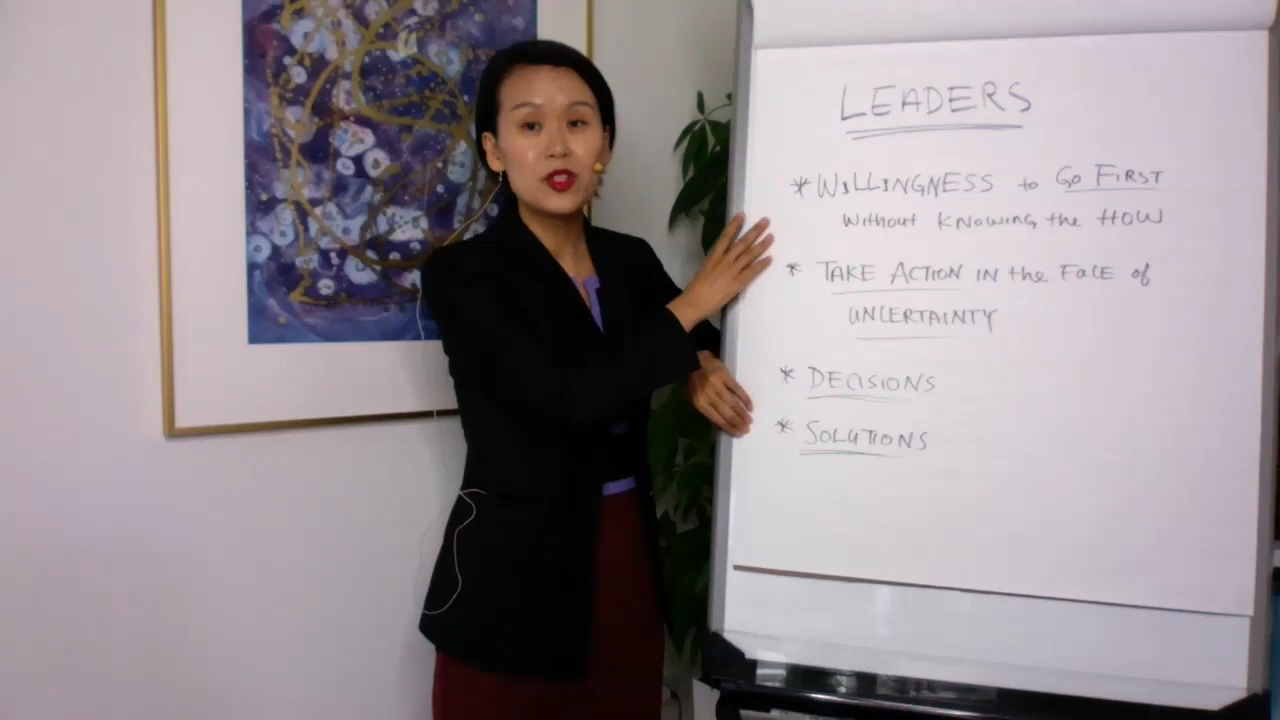 LEADERS
* WILLINGNESS to GO FIRST
without KNOWING the HOW
* TAKE ACTION IN the FACE of
UNCERTAINTY
* DECISIONS
* SOLUTIONS